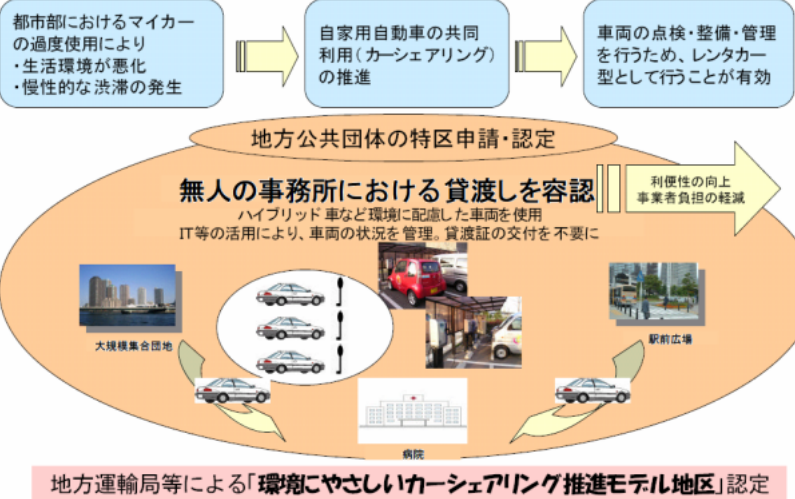 都市部におけるマイカー
の過度使用により
・生活環境が悪化
・慢性的な渋滞の発生
自家用自動車の共同
利用(カーシェアリング)
の推進
車両の点検・整備・管理
を行うため、レンタカー
型として行うことが有効
地方公共団体の特区申請・認定
無人の事務所における貸渡しを容認
利便性の向上
事業者負担の軽減
ハイブリッド車など環境に配慮した車両を使用
IT等の活用により、車両の状況を管理。貸渡証の交付を不要に
大規模集合団地
駅前広場
病院
地方運輸局等による「環境にやさしいカーシェアリング推進モデル地区」認定